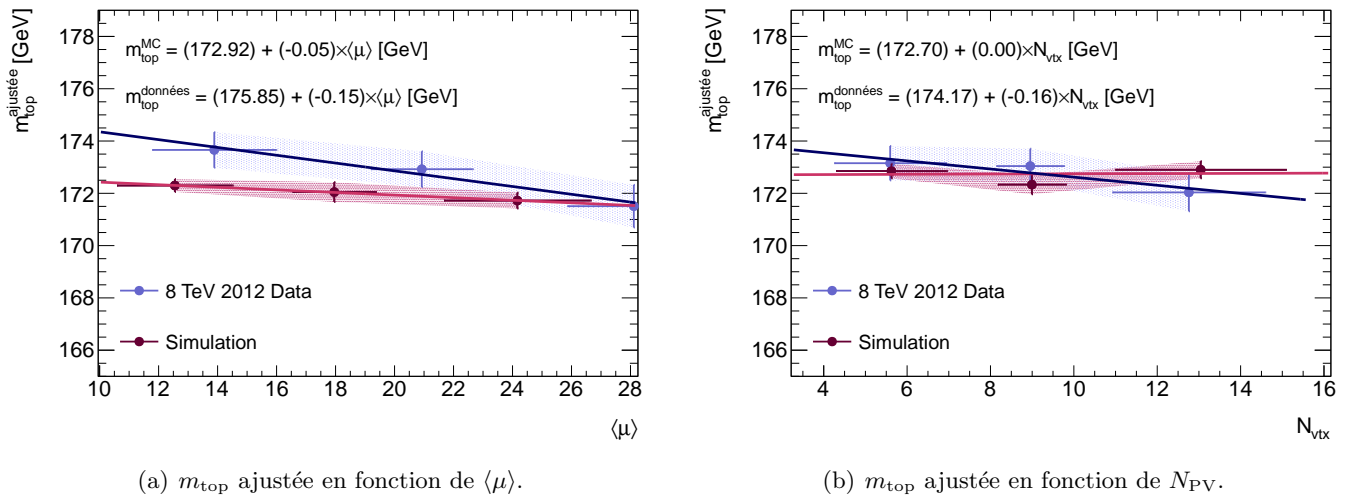 m_top^ajustée [GeV]
178
176
174
172
170
168
166
m_top^MC = (172.92) + (-0.05)×⟨μ⟩ [GeV]
m_top^données = (175.85) + (-0.15)×⟨μ⟩ [GeV]
8 TeV 2012 Data
Simulation
10 12 14 16 18 20 22 24 26 28
⟨μ⟩
(a) m_top ajustée en fonction de ⟨μ⟩.
m_top^ajustée [GeV]
178
176
174
172
170
168
166
m_top^MC = (172.70) + (0.00)×N_vtx [GeV]
m_top^données = (174.17) + (-0.16)×N_vtx [GeV]
8 TeV 2012 Data
Simulation
4 6 8 10 12 14 16
N_vtx
(b) m_top ajustée en fonction de N_PV.